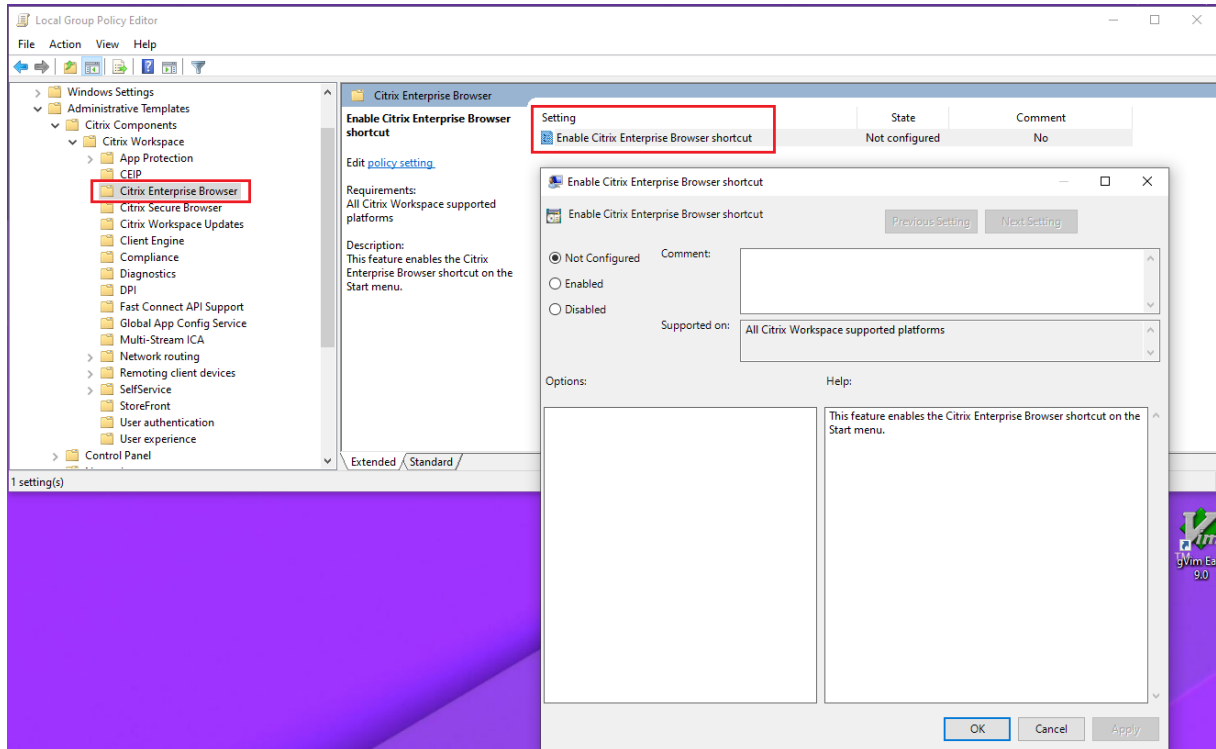 Local Group Policy Editor
File Action View Help
Windows Settings
Administrative Templates
Citrix Components
Citrix Workspace
App Protection
CEIP
Citrix Enterprise Browser
Citrix Secure Browser
Citrix Workspace Updates
Client Engine
Compliance
Diagnostics
DPI
Fast Connect API Support
Global App Config Service
Multi-Stream ICA
Network routing
Remoting client devices
SelfService
StoreFront
User authentication
User experience
Control Panel
1 setting(s)
Citrix Enterprise Browser
Enable Citrix Enterprise Browser
shortcut
Edit policy setting
Requirements:
All Citrix Workspace supported
platforms
Description:
This feature enables the Citrix
Enterprise Browser shortcut on the
Start menu.
Setting State Comment
Enable Citrix Enterprise Browser shortcut Not configured No
Extended Standard
Enable Citrix Enterprise Browser shortcut
Enable Citrix Enterprise Browser shortcut
Previous Setting Next Setting
Not Configured Comment:
Enabled
Disabled
Supported on: All Citrix Workspace supported platforms
Options: Help:
This feature enables the Citrix Enterprise Browser shortcut on the
Start menu.
OK Cancel Apply
Vim
gVim Ea
9.0